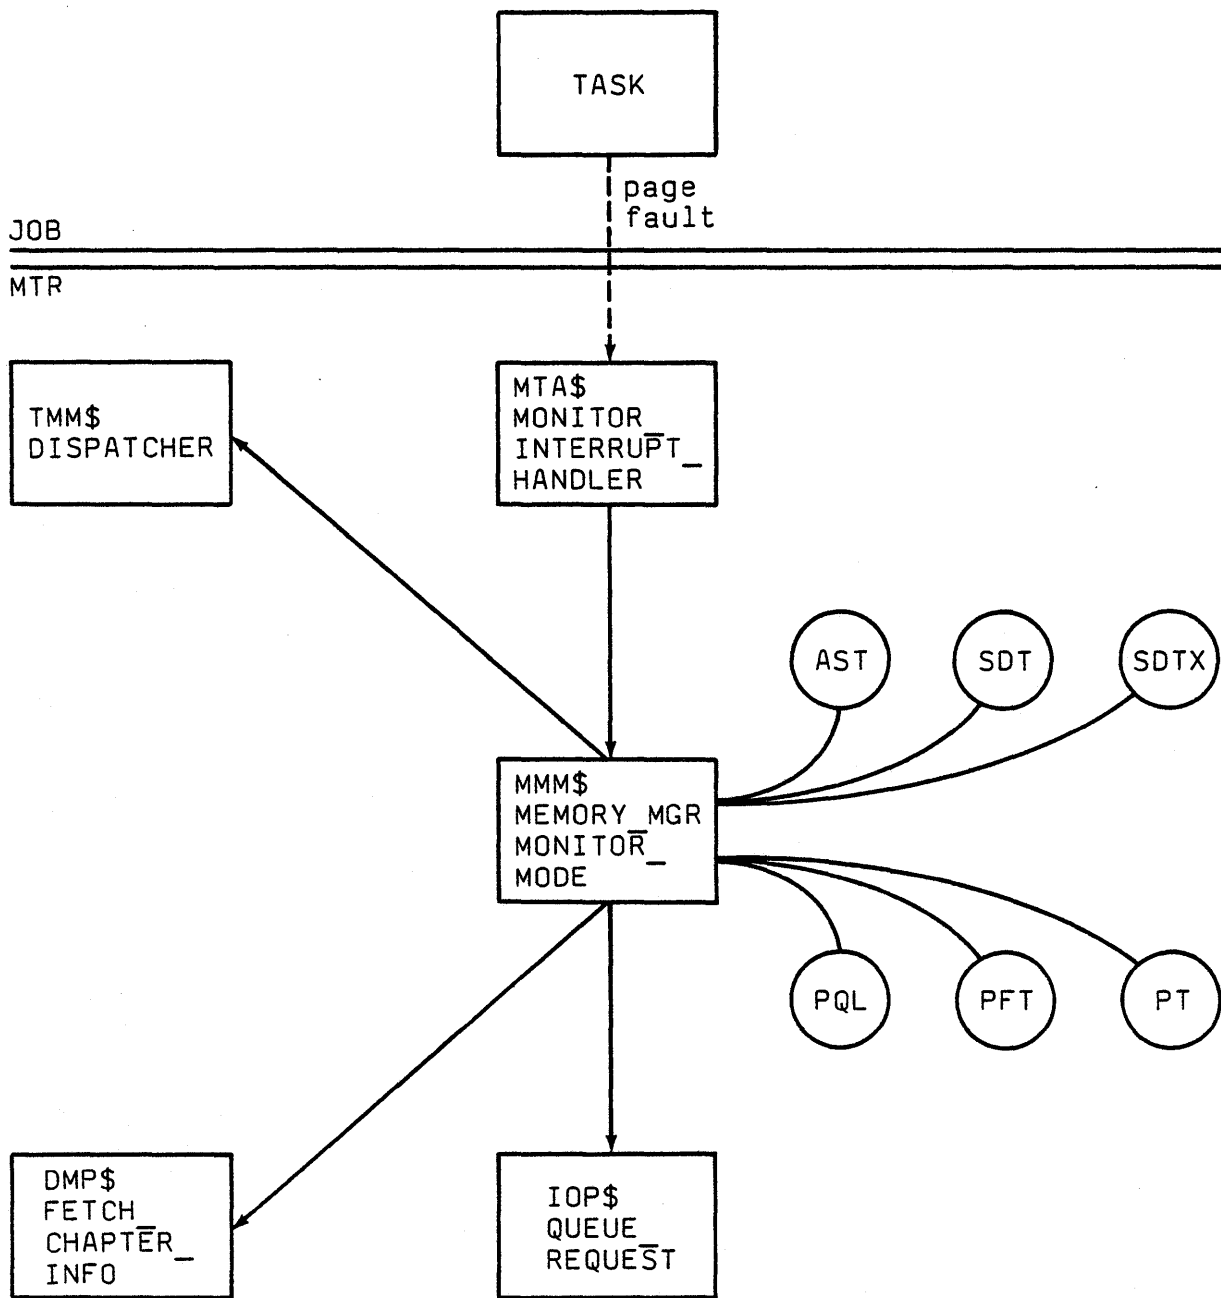 TASK
page
fault
JOB
MTR
TMM$
DISPATCHER
MTA$
MONITOR_
INTERRUPT_
HANDLER
AST
SDT
SDTX
MMM$
MEMORY_MGR_
MONITOR_
MODE
PQL
PFT
PT
DMP$
FETCH_
CHAPTER_
INFO
IOP$
QUEUE_
REQUEST